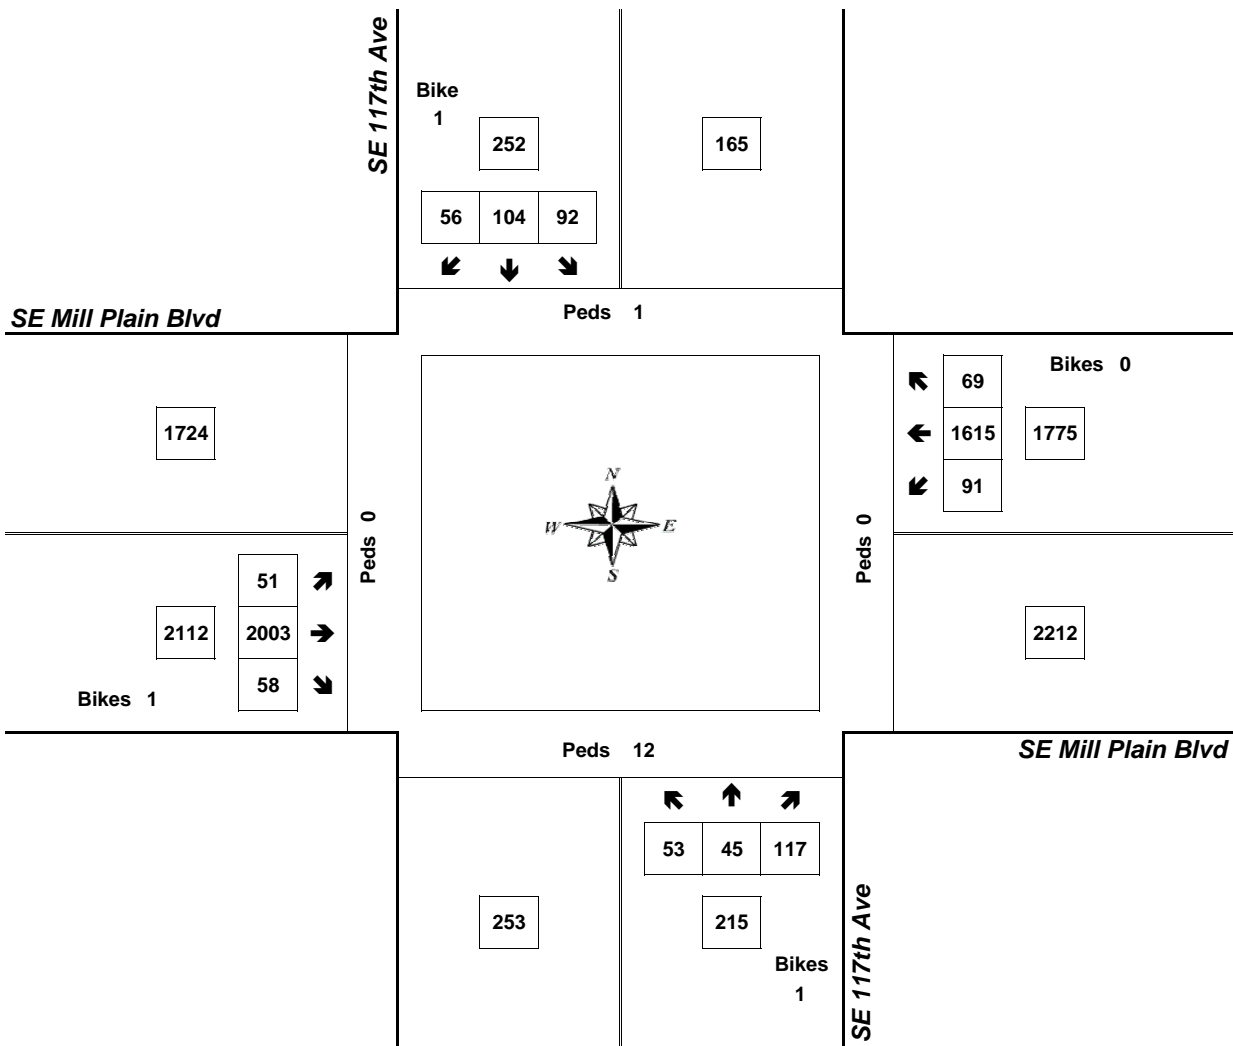 SE 117th Ave
Bike
1
252
165
56 104 92
Peds 1
SE Mill Plain Blvd
Bikes 0
69
1724
1615 1775
91
N
W E
S
Peds 0
Peds 0
51
2112 2003
2212
58
Bikes 1
Peds 12
SE Mill Plain Blvd
53 45 117
253
215
Bikes
1
SE 117th Ave